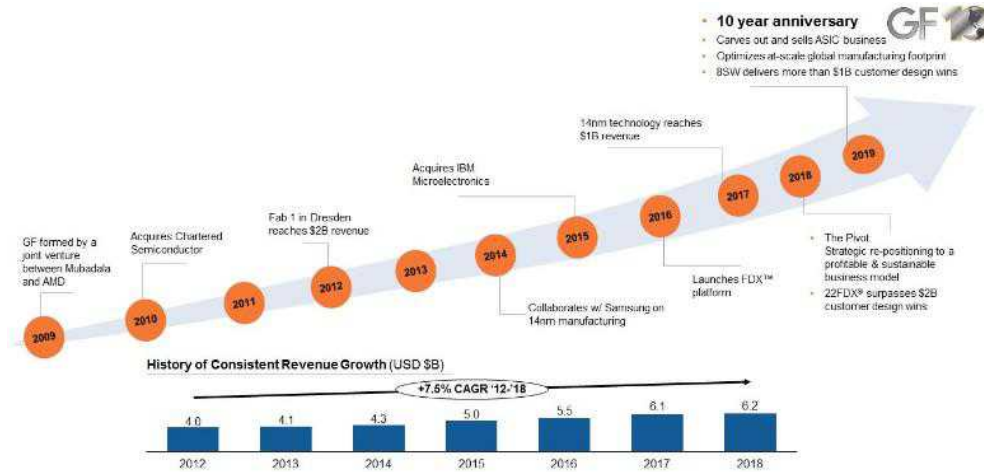 10 year anniversary
GF 10
Carves out and sells ASIC business
Optimizes at-scale global manufacturing footprint
8SW delivers more than $1B customer design wins
14nm technology reaches
$1B revenue
Acquires IBM
Microelectronics
Fab 1 in Dresden
reaches $2B revenue
Acquires Chartered
Semiconductor
GF formed by a
joint venture
between Mubadala
and AMD
2009
2010
2011
2012
2013
2014
2015
2016
2017
2018
2019
Collaborates w/ Samsung on
14nm manufacturing
Launches FDX™
platform
The Pivot:
Strategic re-positioning to a
profitable & sustainable
business model
22FDX® surpasses $2B
customer design wins
History of Consistent Revenue Growth (USD $B)
+7.5% CAGR '12-'18
4.0 4.1 4.3 5.0 5.5 6.1 6.2
2012 2013 2014 2015 2016 2017 2018